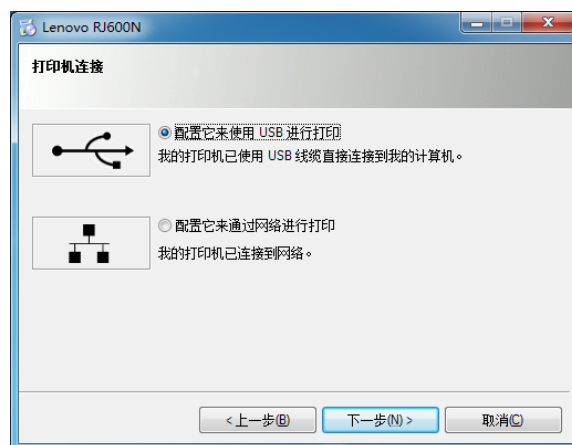 Lenovo RJ600N
打印机连接
配置它来使用 USB 进行打印
我的打印机已使用 USB 线缆直接连接到我的计算机。
配置它来通过网络进行打印
我的打印机已连接到网络。
<上一步(B) 下一步(N)> 取消(C)